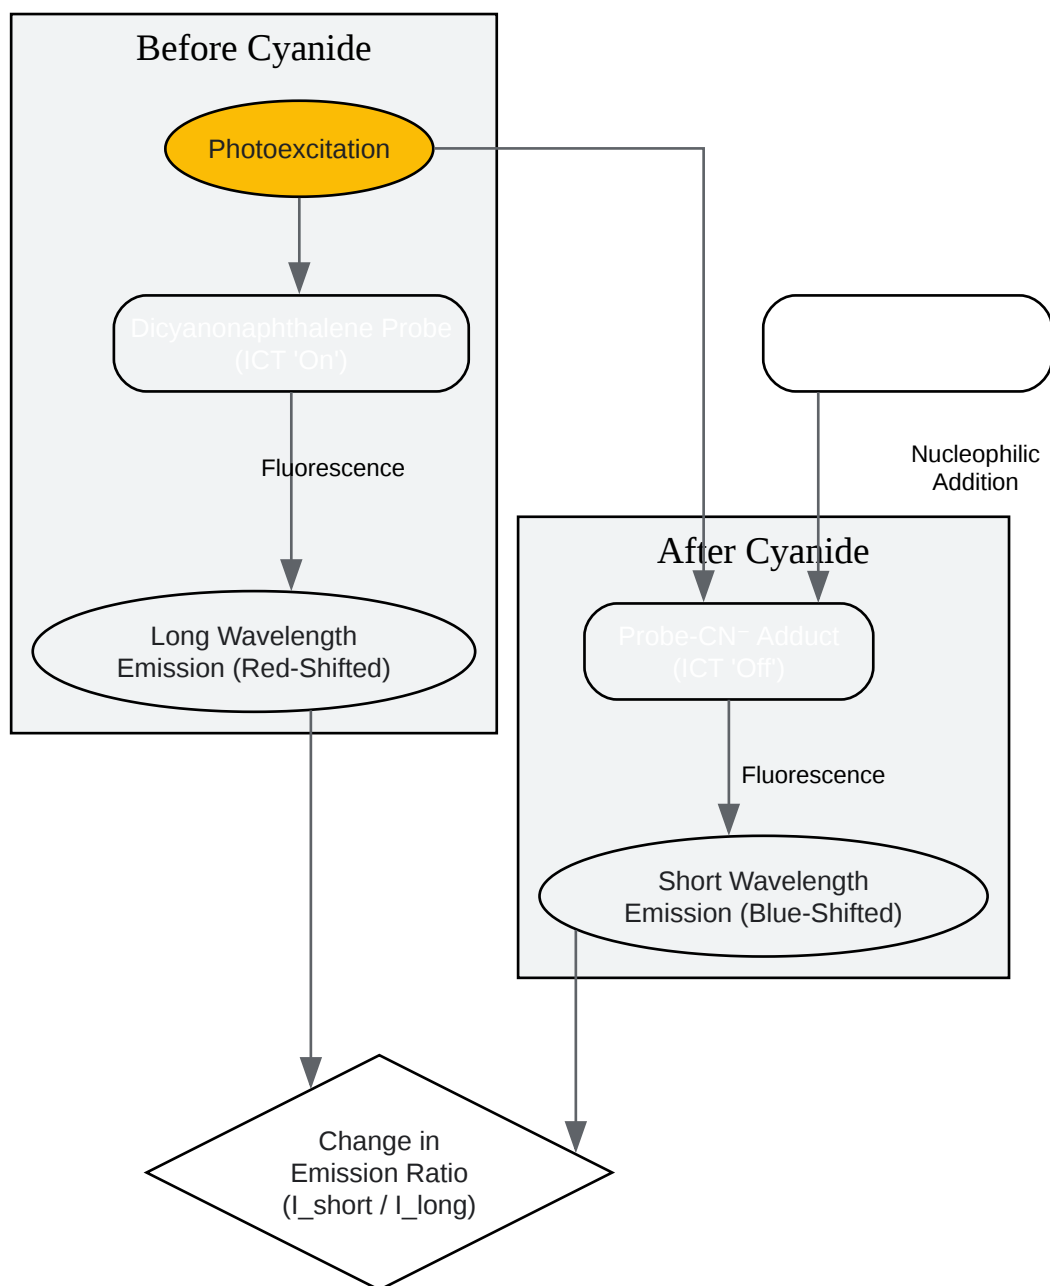 Before Cyanide
Photoexcitation
Dicyanonaphthalene Probe
(ICT 'On')
Fluorescence
Long Wavelength
Emission (Red-Shifted)
Nucleophilic
Addition
After Cyanide
Probe-CN⁻ Adduct
(ICT 'Off')
Fluorescence
Short Wavelength
Emission (Blue-Shifted)
Change in
Emission Ratio
(I_short / I_long)